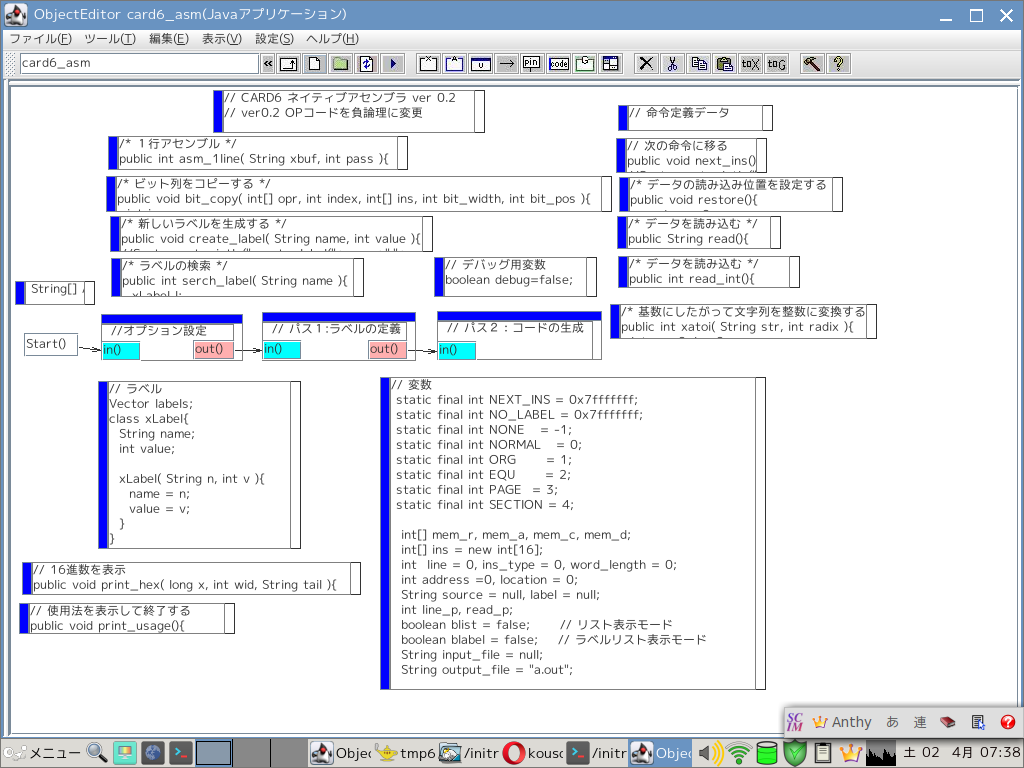 ObjectEditor card6_asm(Javaアプリケーション)
ファイル(F) ツール(T) 編集(E) 表示(V) 設定(S) ヘルプ(H)
card6_asm
// CARD6 ネイティブアセンブラ ver 0.2
// ver0.2 OPコードを負論理に変更
// 命令定義データ
/* 1行アセンブル */
public int asm_1line( String xbuf, int pass ){
// 次の命令に移る
public void next_ins()
/* ビット列をコピーする */
public void bit_copy( int[] opr, int index, int[] ins, int bit_width, int bit_pos ){
/* データの読み込み位置を設定する
public void restore(){
/* 新しいラベルを生成する */
public void create_label( String name, int value ){
/* データを読み込む */
public String read(){
/* ラベルの検索 */
public int serch_label( String name ){
// デバッグ用変数
boolean debug=false;
/* データを読み込む */
public int read_int(){
String[]
/* 基数にしたがって文字列を整数に変換する
public int xatoi( String str, int radix ){
Start()
//オプション設定
in() out()
// パス1:ラベルの定義
in() out()
// パス2:コードの生成
in()
// ラベル
Vector labels;
class xLabel{
String name;
int value;
xLabel( String n, int v ){
name = n;
value = v;
}
}
// 変数
static final int NEXT_INS = 0x7fffffff;
static final int NO_LABEL = 0x7fffffff;
static final int NONE = -1;
static final int NORMAL = 0;
static final int ORG = 1;
static final int EQU = 2;
static final int PAGE = 3;
static final int SECTION = 4;
int[] mem_r, mem_a, mem_c, mem_d;
int[] ins = new int[16];
int line = 0, ins_type = 0, word_length = 0;
int address =0, location = 0;
String source = null, label = null;
int line_p, read_p;
boolean blist = false; // リスト表示モード
boolean blabel = false; // ラベルリスト表示モード
String input_file = null;
String output_file = "a.out";
// 16進数を表示
public void print_hex( long x, int wid, String tail ){
// 使用法を表示して終了する
public void print_usage(){
SCIM Anthy あ 連
メニュー Obje tmp6 /initr kousc /initr Objec 土 02 4月 07:38